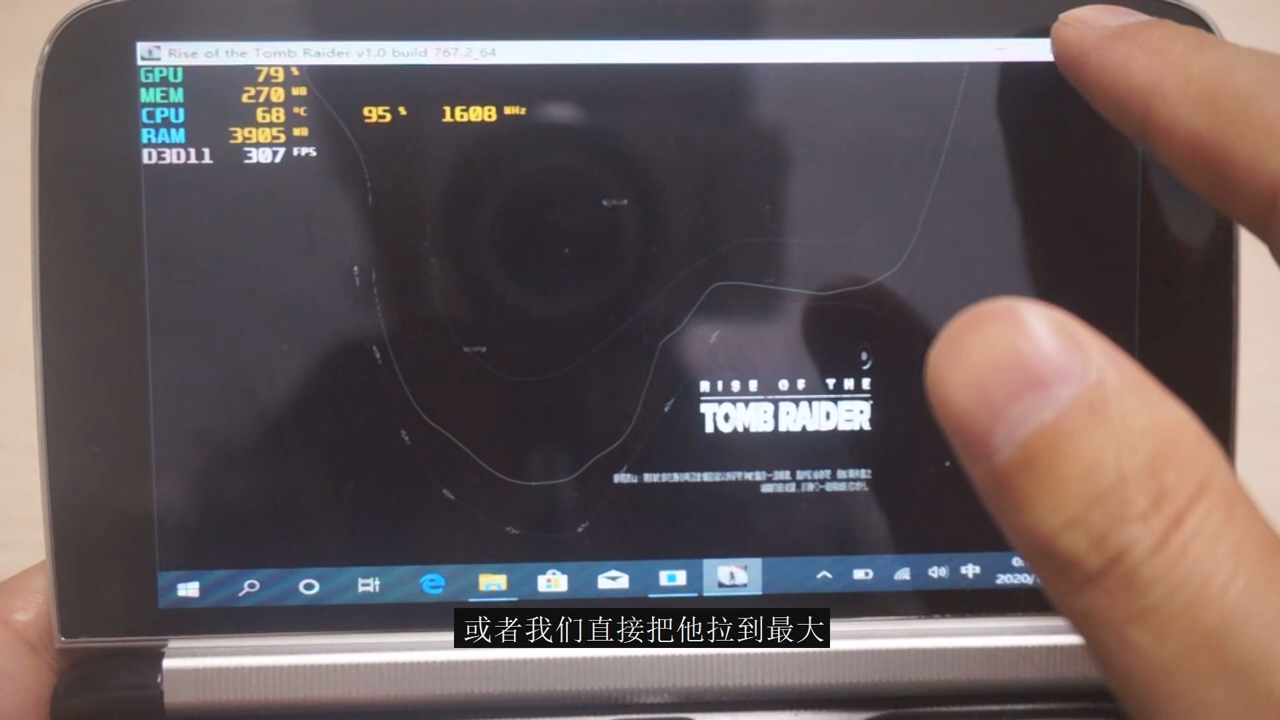 Rise of the Tomb Raider v1.0 build 767.2_64
GPU 79 %
MEM 270 MB
CPU 68 °C 95 % 1608 MHz
RAM 3905 MB
D3D11 307 FPS
RISE OF THE
TOMB RAIDER
中
2020/
或者我们直接把他拉到最大